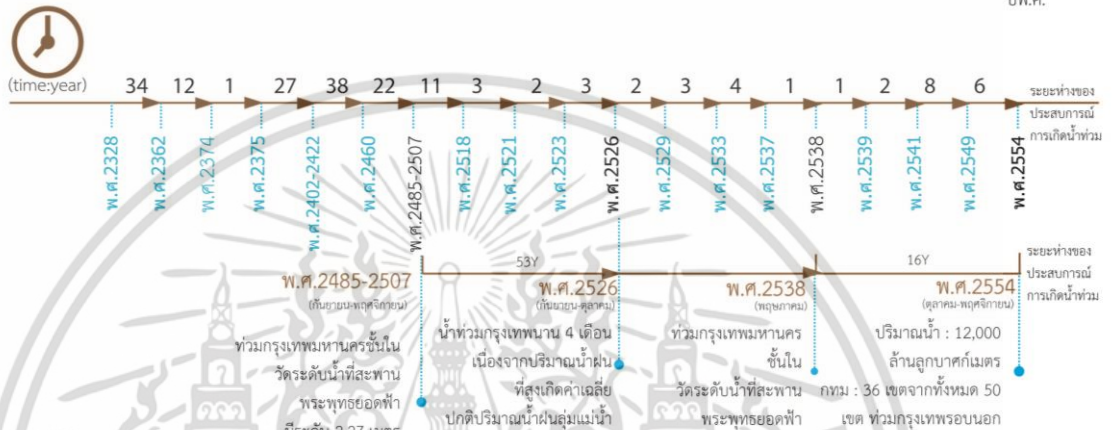 ปีพ.ศ.
(time:year)
34 12 1 27 38 22 11 3 2 3 2 3 4 1 1 2 8 6
ระยะห่างของ
ประสบการณ์
การเกิดน้ำท่วม
พ.ศ.2328
พ.ศ.2362
พ.ศ.2374
พ.ศ.2375
พ.ศ.2402-2422
พ.ศ.2460
พ.ศ.2485-2507
พ.ศ.2518
พ.ศ.2521
พ.ศ.2523
พ.ศ.2526
พ.ศ.2529
พ.ศ.2533
พ.ศ.2537
พ.ศ.2538
พ.ศ.2539
พ.ศ.2541
พ.ศ.2549
พ.ศ.2554
53Y
16Y
ระยะห่างของ
ประสบการณ์
การเกิดน้ำท่วม
พ.ศ.2485-2507
(กันยายน-พฤศจิกายน)
ท่วมกรุงเทพมหานครชั้นใน
วัดระดับน้ำที่สะพาน
พระพุทธยอดฟ้า
พ.ศ.2526
(กันยายน-ตุลาคม)
น้ำท่วมกรุงเทพนาน 4 เดือน
เนื่องจากปริมาณน้ำฝน
ที่สูงเกิดค่าเฉลี่ย
ปกติปริมาณน้ำฝนลุ่มแม่น้ำ
พ.ศ.2538
(พฤษภาคม)
ท่วมกรุงเทพมหานคร
ชั้นใน
วัดระดับน้ำที่สะพาน
พระพุทธยอดฟ้า
พ.ศ.2554
(ตุลาคม-พฤศจิกายน)
ปริมาณน้ำ : 12,000
ล้านลูกบาศก์เมตร
กทม : 36 เขตจากทั้งหมด 50
เขต ท่วมกรุงเทพรอบนอก